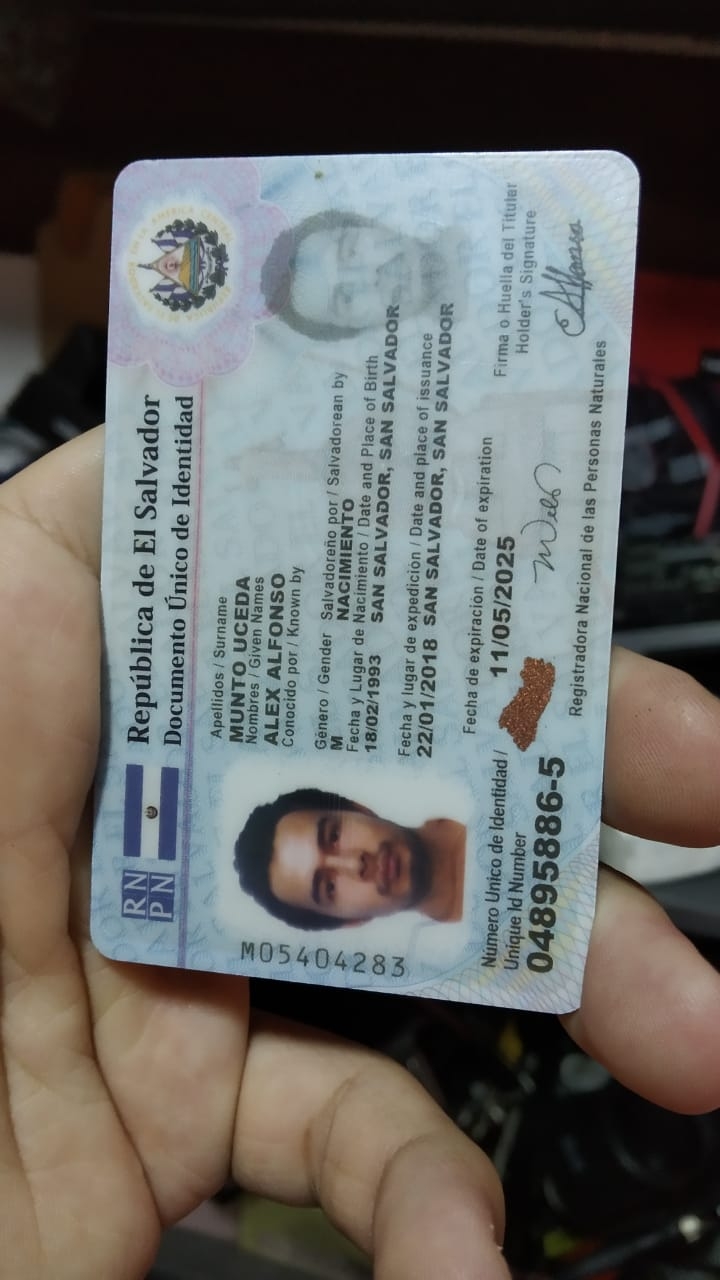 RN
PN
República de El Salvador
Documento Único de Identidad
Apellidos / Surname
MUNTO UCEDA
Nombres / Given Names
ALEX ALFONSO
Conocido por / Known by
Género / Gender Salvadoreño por / Salvadorean by
M NACIMIENTO
Fecha y Lugar de Nacimiento / Date and Place of Birth
18/02/1993 SAN SALVADOR, SAN SALVADOR
Fecha y lugar de expedición / Date and place of issuance
22/01/2018 SAN SALVADOR, SAN SALVADOR
M05404283
Numero Unico de Identidad /
Unique Id Number
04895886-5
Fecha de expiración / Date of expiration
11/05/2025
Firma o Huella del Titular
Holder's Signature
Registradora Nacional de las Personas Naturales